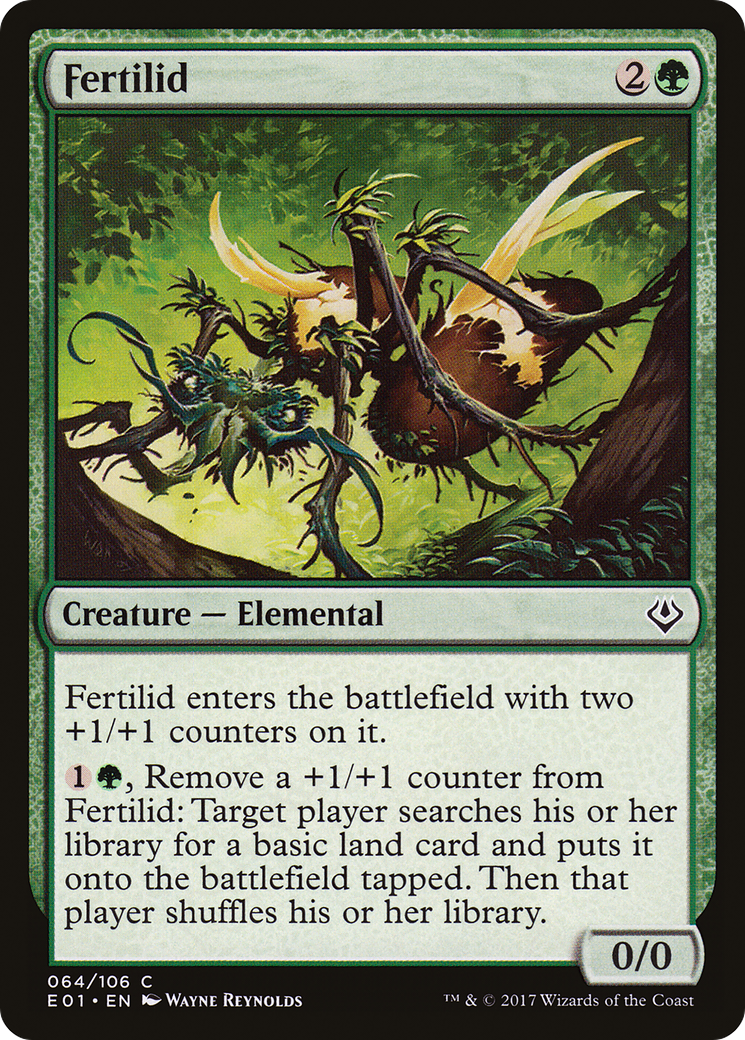 Fertilid
2
Creature — Elemental
Fertilid enters the battlefield with two
+1/+1 counters on it.
1, Remove a +1/+1 counter from
Fertilid: Target player searches his or her
library for a basic land card and puts it
onto the battlefield tapped. Then that
player shuffles his or her library.
0/0
064/106 C
E01 • EN Wayne Reynolds
™ & © 2017 Wizards of the Coast